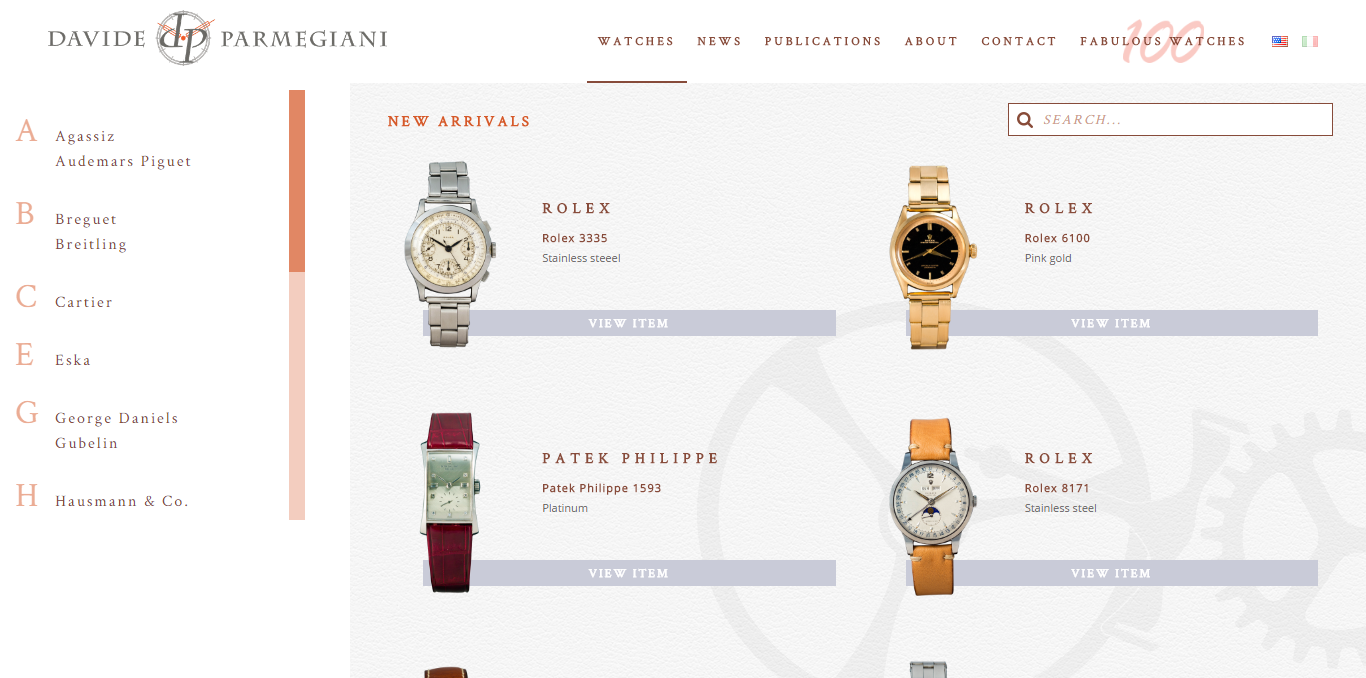 DAVIDE dp PARMEGIANI
WATCHES NEWS PUBLICATIONS ABOUT CONTACT FABULOUS WATCHES
100
A Agassiz
Audemars Piguet
B Breguet
Breitling
C Cartier
E Eska
G George Daniels
Gubelin
H Hausmann & Co.
NEW ARRIVALS
SEARCH...
ROLEX
Rolex 3335
Stainless steeel
VIEW ITEM
ROLEX
Rolex 6100
Pink gold
VIEW ITEM
PATEK PHILIPPE
Patek Philippe 1593
Platinum
VIEW ITEM
ROLEX
Rolex 8171
Stainless steel
VIEW ITEM